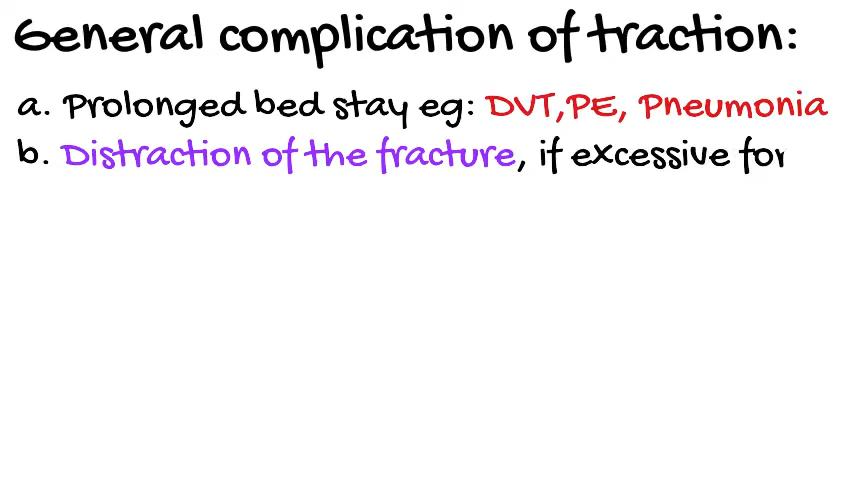 General complication of traction:
a. Prolonged bed stay eg: DVT,PE, Pneumonia
b. Distraction of the fracture, if excessive for